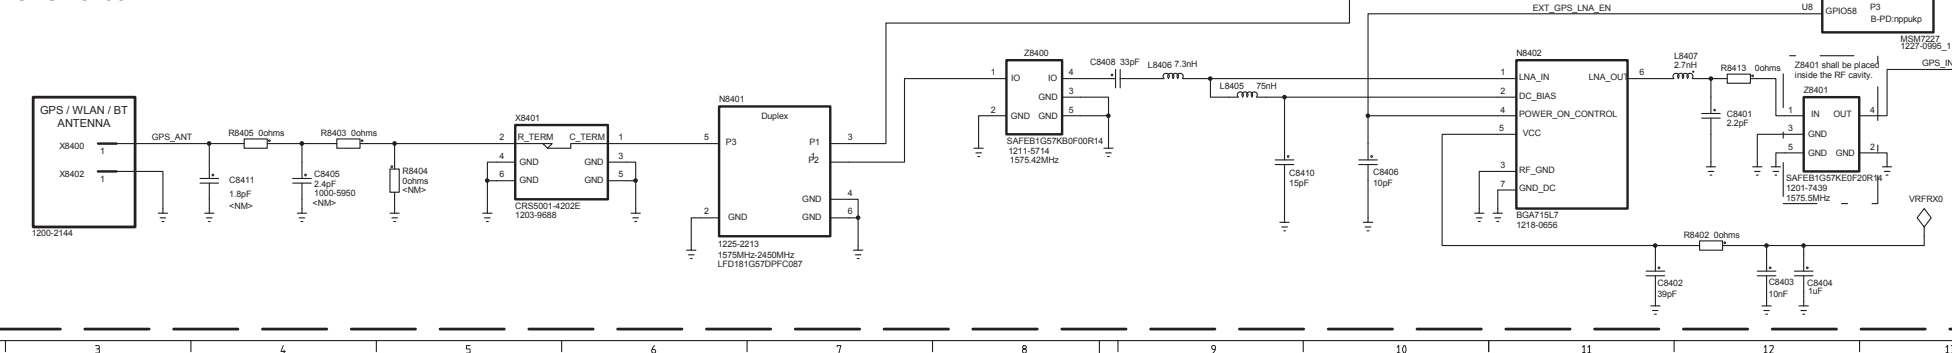 EXT_GPS_LNA_EN
U8
GPIO58
P3
B-PD:nppukp
MSM7227
1227-0995_1
GPS_IN
GPS / WLAN / BT
ANTENNA
X8400
1
X8402
1
1200-2144
GPS_ANT
C8411
1.8pF
<NM>
R8405 0ohms
C8405
2.4pF
1000-5950
<NM>
R8403 0ohms
R8404
0ohms
<NM>
X8401
2
R_TERM
C_TERM
1
4
GND
GND
3
6
GND
GND
5
CRS5001-4202E
1203-9688
N8401
Duplex
5
P3
P1
3
P2
4
GND
2
GND
GND
6
1225-2213
1575MHz-2450MHz
LFD181G57DPFC087
Z8400
1
IO
IO
4
GND
3
2
GND
GND
5
SAFEB1G57KB0F00R14
1211-5714
1575.42MHz
C8408 33pF
L8406 7.3nH
L8405 75nH
C8410
15pF
C8406
10pF
N8402
1
LNA_IN
LNA_OUT
6
2
DC_BIAS
4
POWER_ON_CONTROL
5
VCC
3
RF_GND
7
GND_DC
BGA715L7
1218-0656
L8407
2.7nH
R8413 0ohms
C8401
2.2pF
Z8401 shall be placed
inside the RF cavity.
Z8401
1
IN
OUT
4
3
GND
5
GND
GND
2
SAFEB1G57KE0F20R14
1201-7439
1575.5MHz
VRFRX0
R8402 0ohms
C8402
39pF
C8403
10nF
C8404
1uF
3
4
5
6
7
8
9
10
11
12